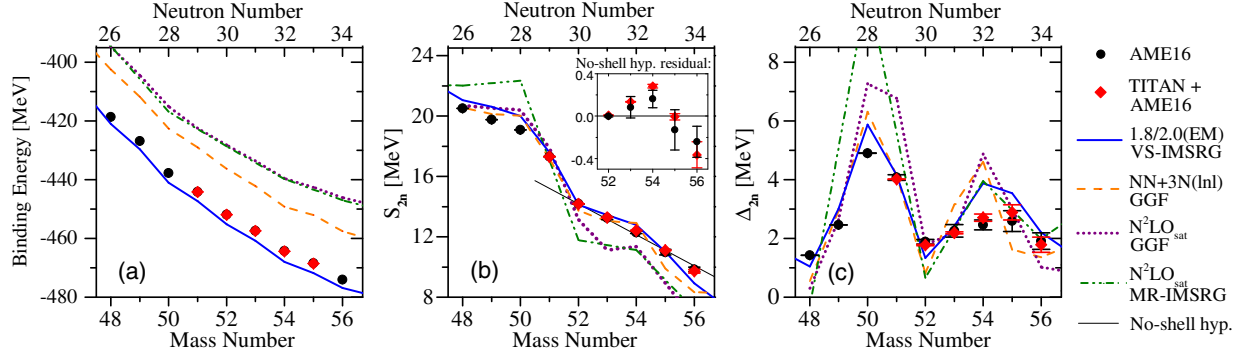 Neutron Number
26 27 28 29 30 31 32 33 34
-400
-420
-440
-460
-480
Binding Energy [MeV]
(a)
48 50 52 54 56
Mass Number
Neutron Number
26 28 30 32 34
24
20
16
12
8
S2n [MeV]
No-shell hyp. residual:
0.4
0.0
-0.4
52 54 56
(b)
48 50 52 54 56
Mass Number
Neutron Number
26 28 30 32 34
8
6
4
2
0
Δ2n [MeV]
(c)
48 50 52 54 56
Mass Number
AME16
TITAN +
AME16
1.8/2.0(EM)
VS-IMSRG
NN+3N(lnl)
GGF
N²LOsat
GGF
N²LOsat
MR-IMSRG
No-shell hyp.